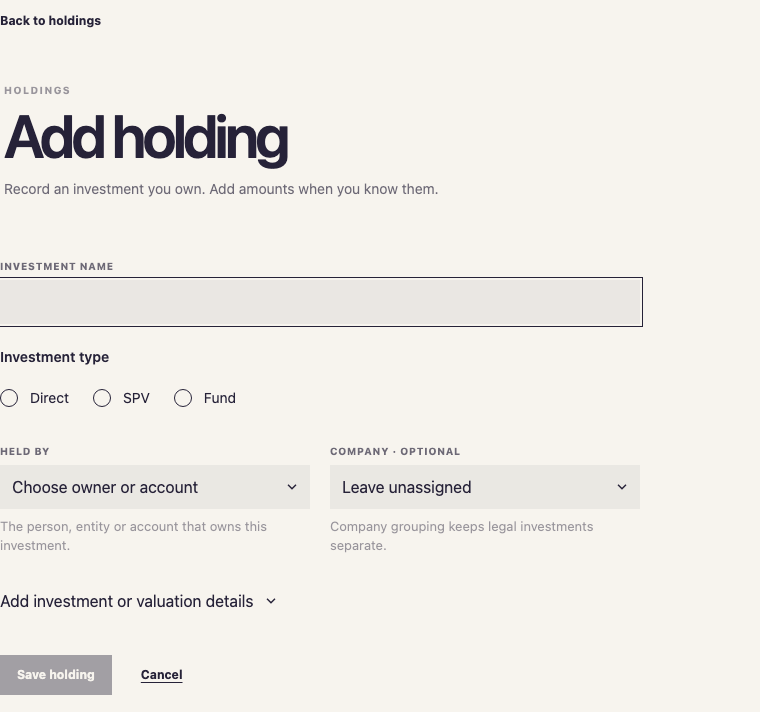 Back to holdings
HOLDINGS
Add holding
Record an investment you own. Add amounts when you know them.
INVESTMENT NAME
Investment type
Direct SPV Fund
HELD BY COMPANY · OPTIONAL
Choose owner or account Leave unassigned
The person, entity or account that owns this
investment.
Company grouping keeps legal investments
separate.
Add investment or valuation details
Save holding Cancel